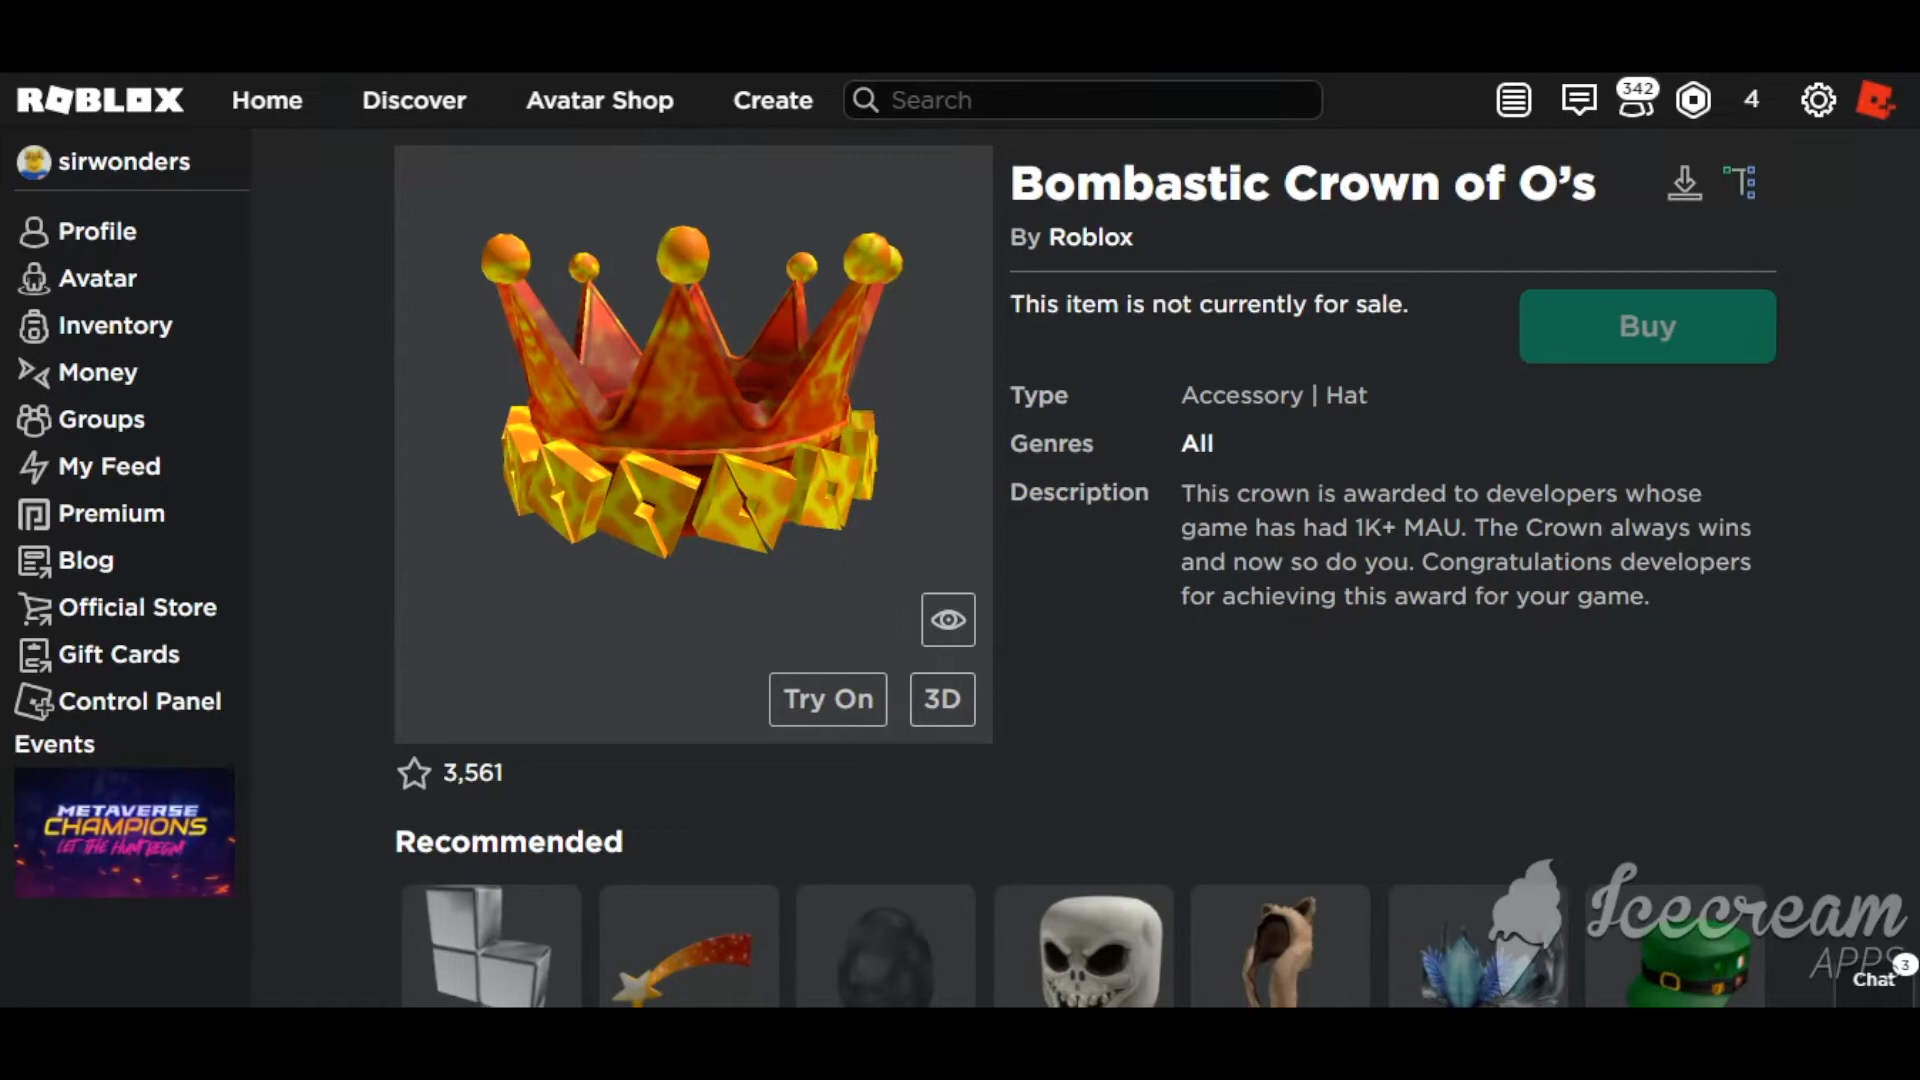 ROBLOX Home Discover Avatar Shop Create Search 342 4
sirwonders
Profile
Avatar
Inventory
Money
Groups
My Feed
Premium
Blog
Official Store
Gift Cards
Control Panel
Events
METAVERSE
CHAMPIONS
LET THE HUNT BEGIN!
Bombastic Crown of O’s
By Roblox
This item is not currently for sale.
Buy
Type Accessory | Hat
Genres All
Description This crown is awarded to developers whose
game has had 1K+ MAU. The Crown always wins
and now so do you. Congratulations developers
for achieving this award for your game.
Try On 3D
3,561
Recommended
Icecream
APPS
Chat 3